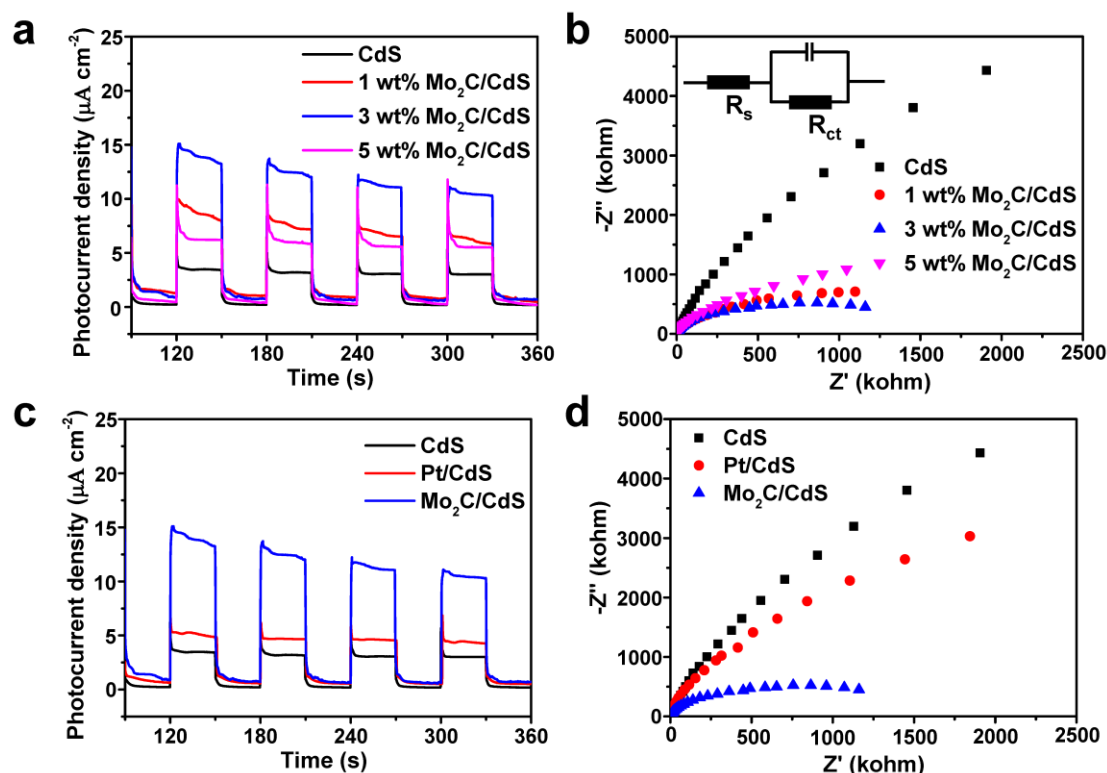 a
Photocurrent density (μA cm⁻²)
25
20
15
10
5
0
120 180 240 300 360
Time (s)
CdS
1 wt% Mo₂C/CdS
3 wt% Mo₂C/CdS
5 wt% Mo₂C/CdS
b
-Z" (kohm)
5000
4000
3000
2000
1000
0
0 500 1000 1500 2000 2500
Z' (kohm)
Rs
Rct
CdS
1 wt% Mo₂C/CdS
3 wt% Mo₂C/CdS
5 wt% Mo₂C/CdS
c
Photocurrent density (μA cm⁻²)
25
20
15
10
5
0
120 180 240 300 360
Time (s)
CdS
Pt/CdS
Mo₂C/CdS
d
-Z" (kohm)
5000
4000
3000
2000
1000
0
0 500 1000 1500 2000 2500
Z' (kohm)
CdS
Pt/CdS
Mo₂C/CdS